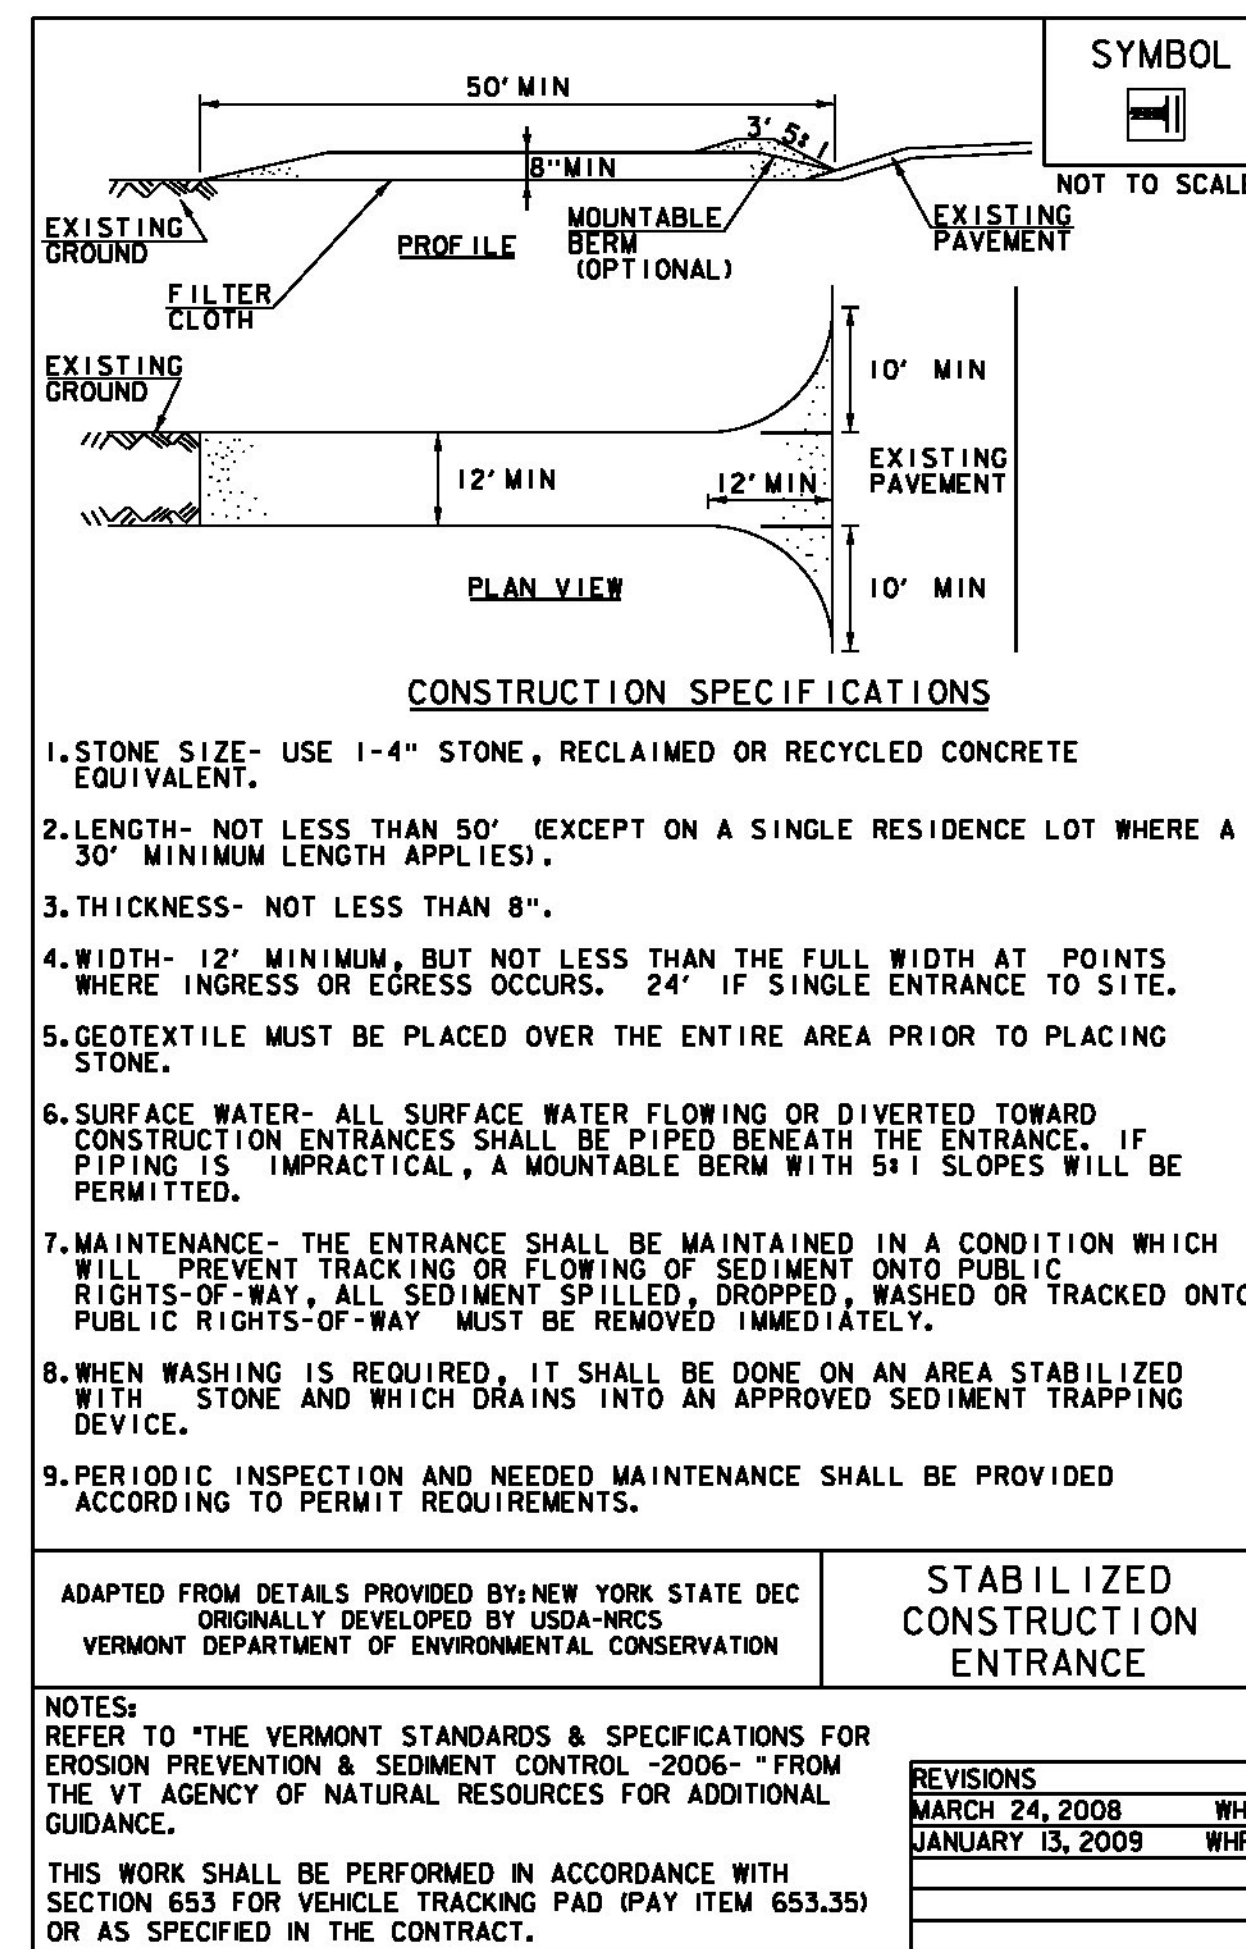 SYMBOL
50' MIN
3' 5:1
8" MIN
NOT TO SCALE
EXISTING
GROUND
PROFILE
MOUNTABLE
BERM
(OPTIONAL)
EXISTING
PAVEMENT
FILTER
CLOTH
EXISTING
GROUND
10' MIN
12' MIN
12' MIN
EXISTING
PAVEMENT
PLAN VIEW
10' MIN
CONSTRUCTION SPECIFICATIONS
1. STONE SIZE- USE 1-4" STONE, RECLAIMED OR RECYCLED CONCRETE
EQUIVALENT.
2. LENGTH- NOT LESS THAN 50' (EXCEPT ON A SINGLE RESIDENCE LOT WHERE A
30' MINIMUM LENGTH APPLIES).
3. THICKNESS- NOT LESS THAN 8".
4. WIDTH- 12' MINIMUM, BUT NOT LESS THAN THE FULL WIDTH AT POINTS
WHERE INGRESS OR EGRESS OCCURS. 24' IF SINGLE ENTRANCE TO SITE.
5. GEOTEXTILE MUST BE PLACED OVER THE ENTIRE AREA PRIOR TO PLACING
STONE.
6. SURFACE WATER- ALL SURFACE WATER FLOWING OR DIVERTED TOWARD
CONSTRUCTION ENTRANCES SHALL BE PIPED BENEATH THE ENTRANCE. IF
PIPING IS IMPRACTICAL, A MOUNTABLE BERM WITH 5:1 SLOPES WILL BE
PERMITTED.
7. MAINTENANCE- THE ENTRANCE SHALL BE MAINTAINED IN A CONDITION WHICH
WILL PREVENT TRACKING OR FLOWING OF SEDIMENT ONTO PUBLIC
RIGHTS-OF-WAY, ALL SEDIMENT SPILLED, DROPPED, WASHED OR TRACKED ONTO
PUBLIC RIGHTS-OF-WAY MUST BE REMOVED IMMEDIATELY.
8. WHEN WASHING IS REQUIRED, IT SHALL BE DONE ON AN AREA STABILIZED
WITH STONE AND WHICH DRAINS INTO AN APPROVED SEDIMENT TRAPPING
DEVICE.
9. PERIODIC INSPECTION AND NEEDED MAINTENANCE SHALL BE PROVIDED
ACCORDING TO PERMIT REQUIREMENTS.
ADAPTED FROM DETAILS PROVIDED BY: NEW YORK STATE DEC
ORIGINALLY DEVELOPED BY USDA-NRCS
VERMONT DEPARTMENT OF ENVIRONMENTAL CONSERVATION
STABILIZED
CONSTRUCTION
ENTRANCE
NOTES:
REFER TO "THE VERMONT STANDARDS & SPECIFICATIONS FOR
EROSION PREVENTION & SEDIMENT CONTROL -2006- " FROM
THE VT AGENCY OF NATURAL RESOURCES FOR ADDITIONAL
GUIDANCE.
THIS WORK SHALL BE PERFORMED IN ACCORDANCE WITH
SECTION 653 FOR VEHICLE TRACKING PAD (PAY ITEM 653.35)
OR AS SPECIFIED IN THE CONTRACT.
REVISIONS
MARCH 24, 2008
JANUARY 13, 2009